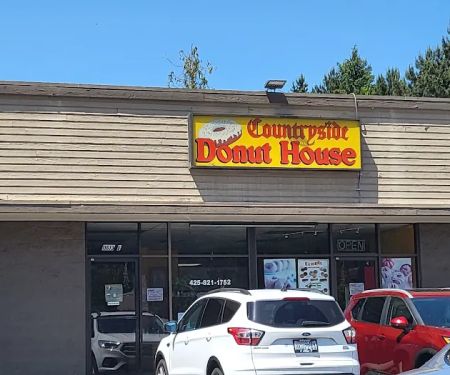 Countryside
Donut House
OPEN
425-821-1752